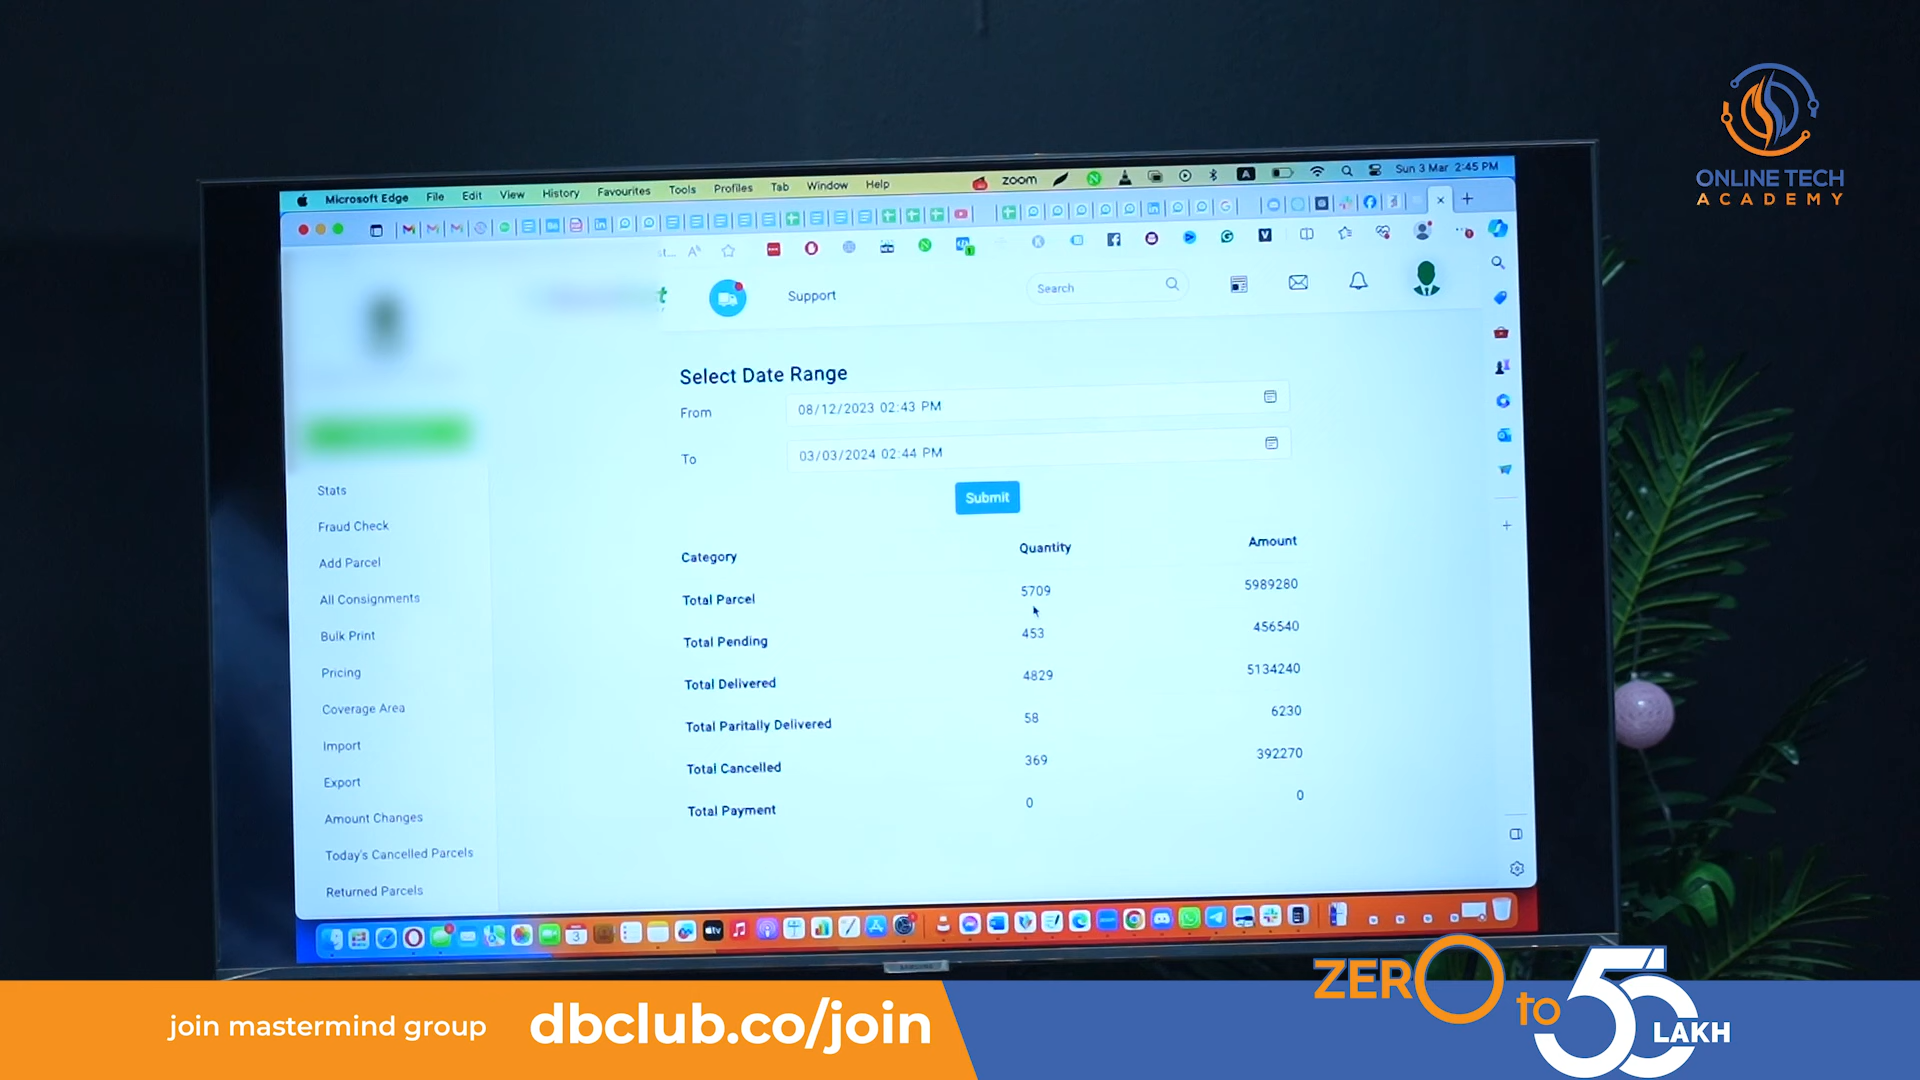 ONLINE TECH
ACADEMY
Microsoft Edge File Edit View History Favourites Tools Profiles Tab Window Help
zoom
A
Sun 3 Mar 2:45 PM
Support
Search
Select Date Range
From
08/12/2023 02:43 PM
To
03/03/2024 02:44 PM
Submit
Category Quantity Amount
Total Parcel 5709 5989280
Total Pending 453 456540
Total Delivered 4829 5134240
Total Paritally Delivered 58 6230
Total Cancelled 369 392270
Total Payment 0 0
Stats
Fraud Check
Add Parcel
All Consignments
Bulk Print
Pricing
Coverage Area
Import
Export
Amount Changes
Today's Cancelled Parcels
Returned Parcels
SAMSUNG
join mastermind group
dbclub.co/join
ZERO to 50 LAKH